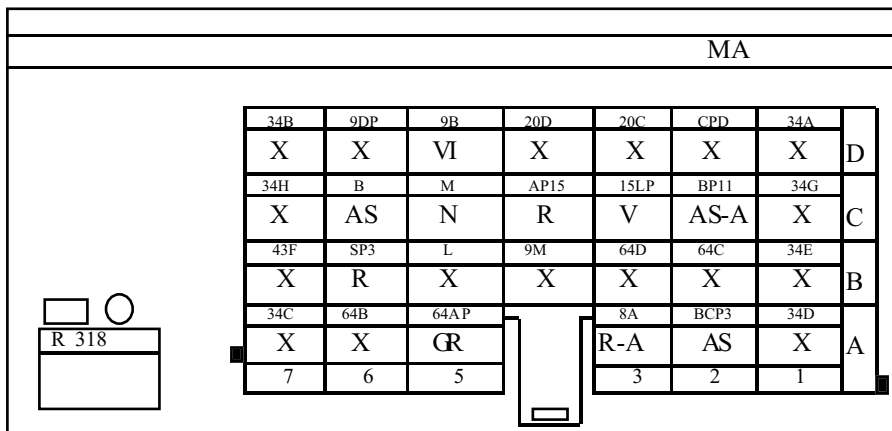 MA
34B 9DP 9B 20D 20C CPD 34A
X X VI X X X X D
34H B M AP15 15LP BP11 34G
X AS N R V AS-A X C
43F SP3 L 9M 64D 64C 34E
X R X X X X X B
34C 64B 64AP 8A BCP3 34D
R 318 X X GR R-A AS X A
7 6 5 3 2 1